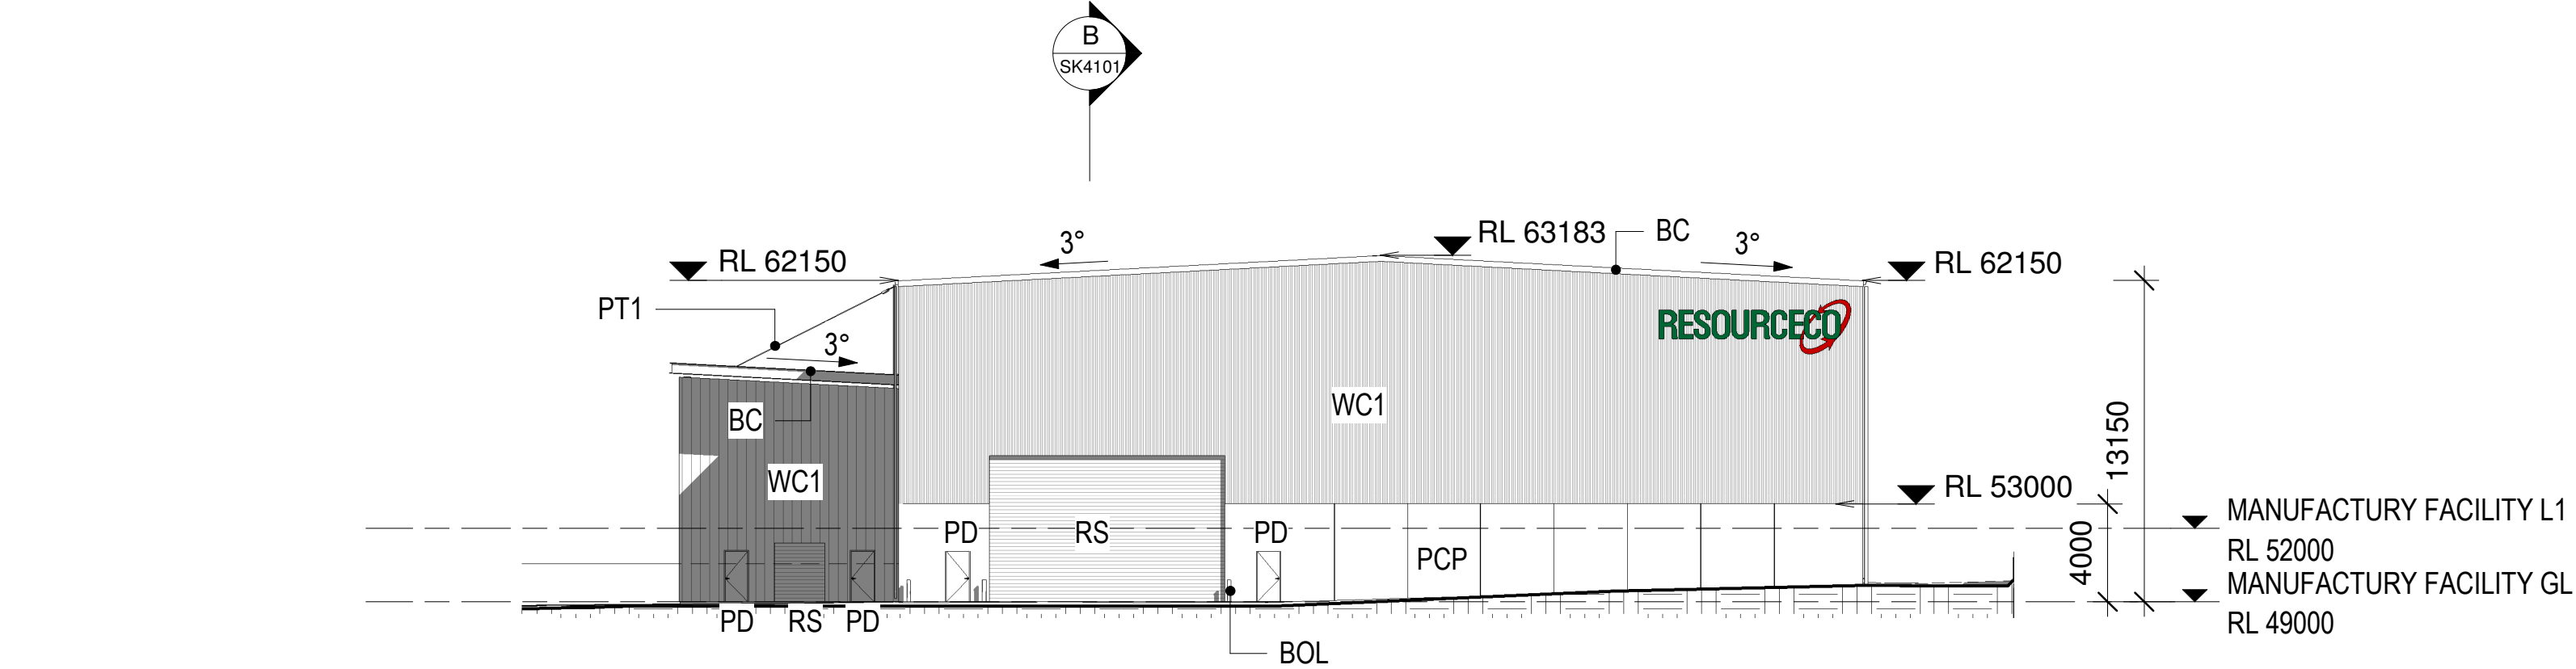 B
SK4101
RL 62150
3°
RL 63183
BC
3°
RL 62150
PT1
3°
RESOURCECO
BC
WC1
WC1
13150
RL 53000
MANUFACTURY FACILITY L1
RL 52000
PD
RS
PD
PCP
4000
MANUFACTURY FACILITY GL
RL 49000
PD
RS
PD
BOL